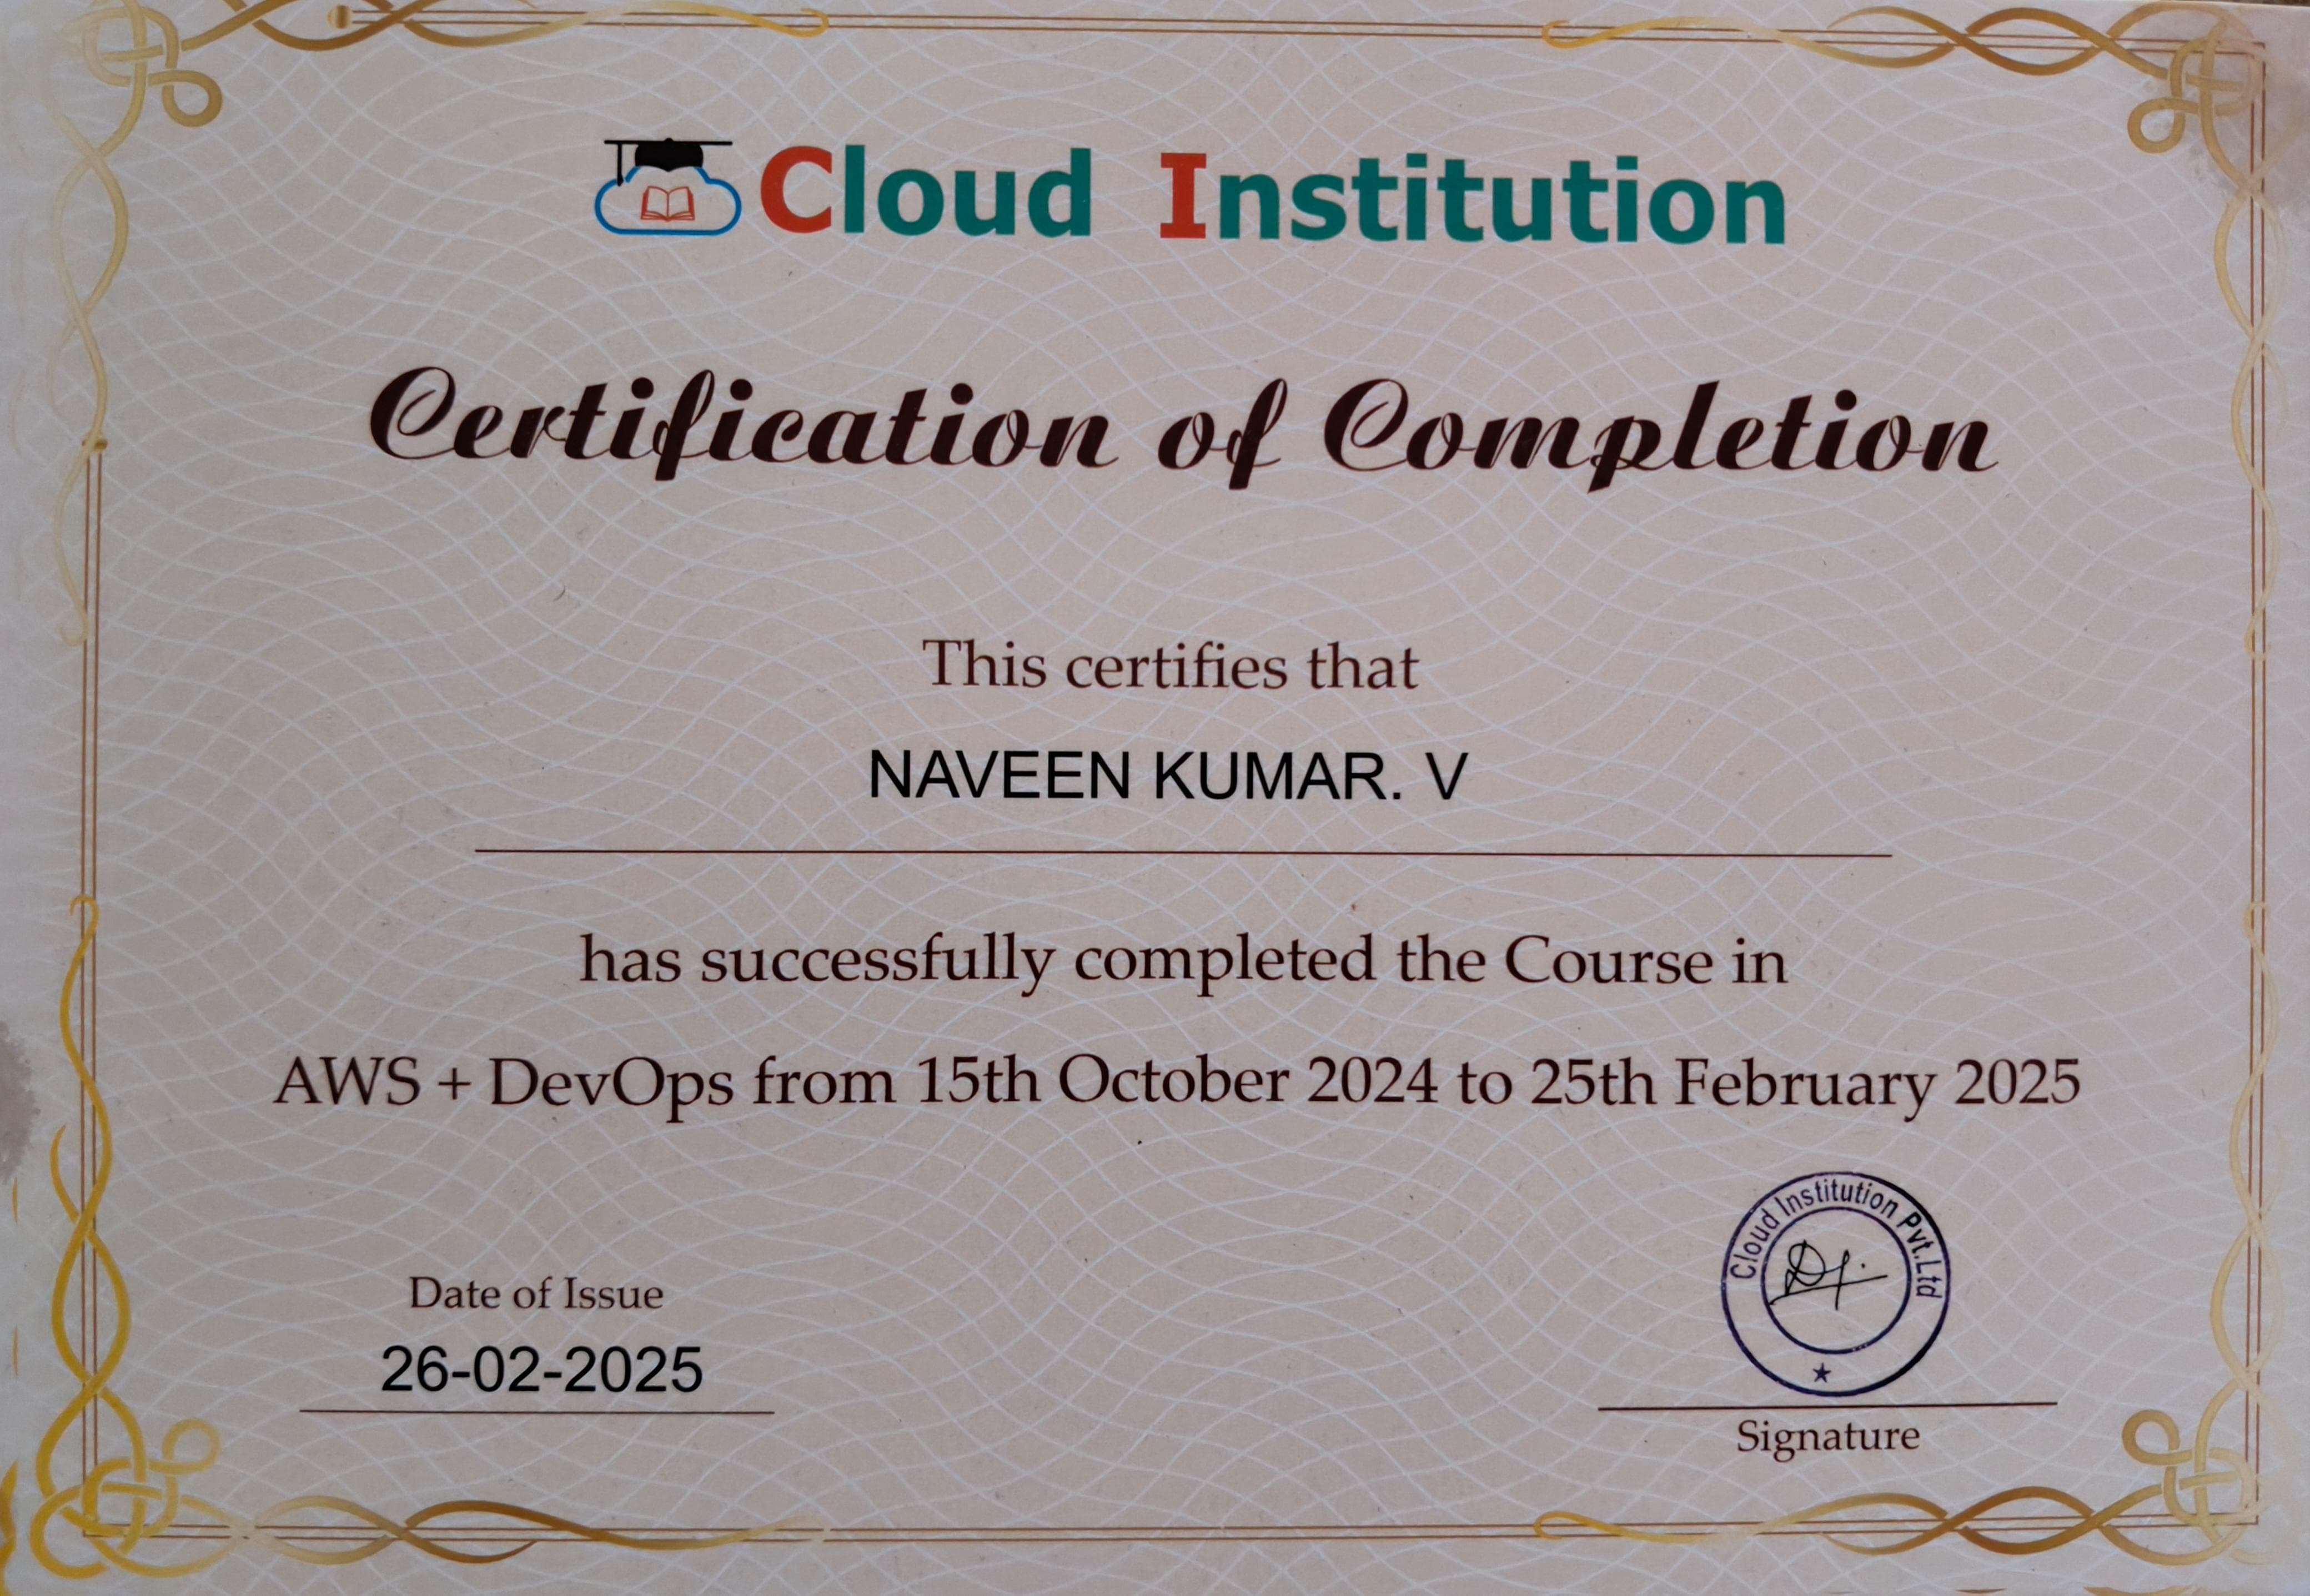 Cloud Institution
Certification of Completion
This certifies that
NAVEEN KUMAR. V
has successfully completed the Course in
AWS + DevOps from 15th October 2024 to 25th February 2025
Cloud Institution Pvt.Ltd
Date of Issue
26-02-2025
Signature